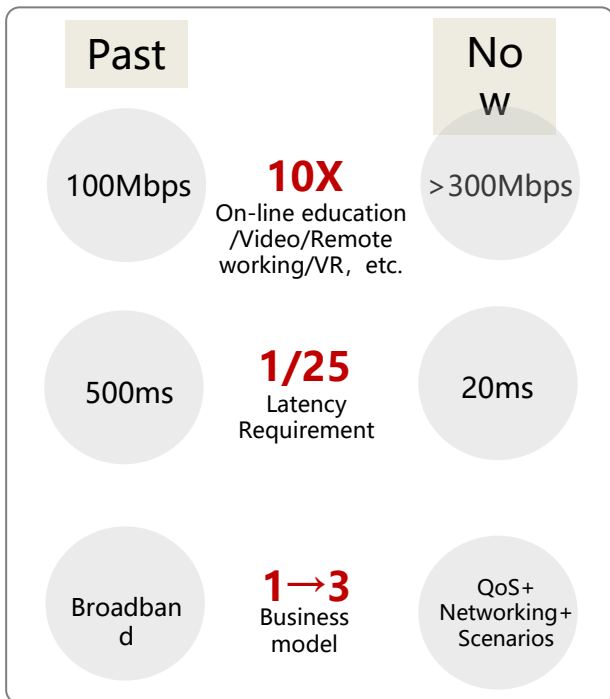 Past
No
w
100Mbps
10X
On-line education
/Video/Remote
working/VR，etc.
>300Mbps
500ms
1/25
Latency
Requirement
20ms
Broadban
d
1→3
Business
model
QoS+
Networking+
Scenarios